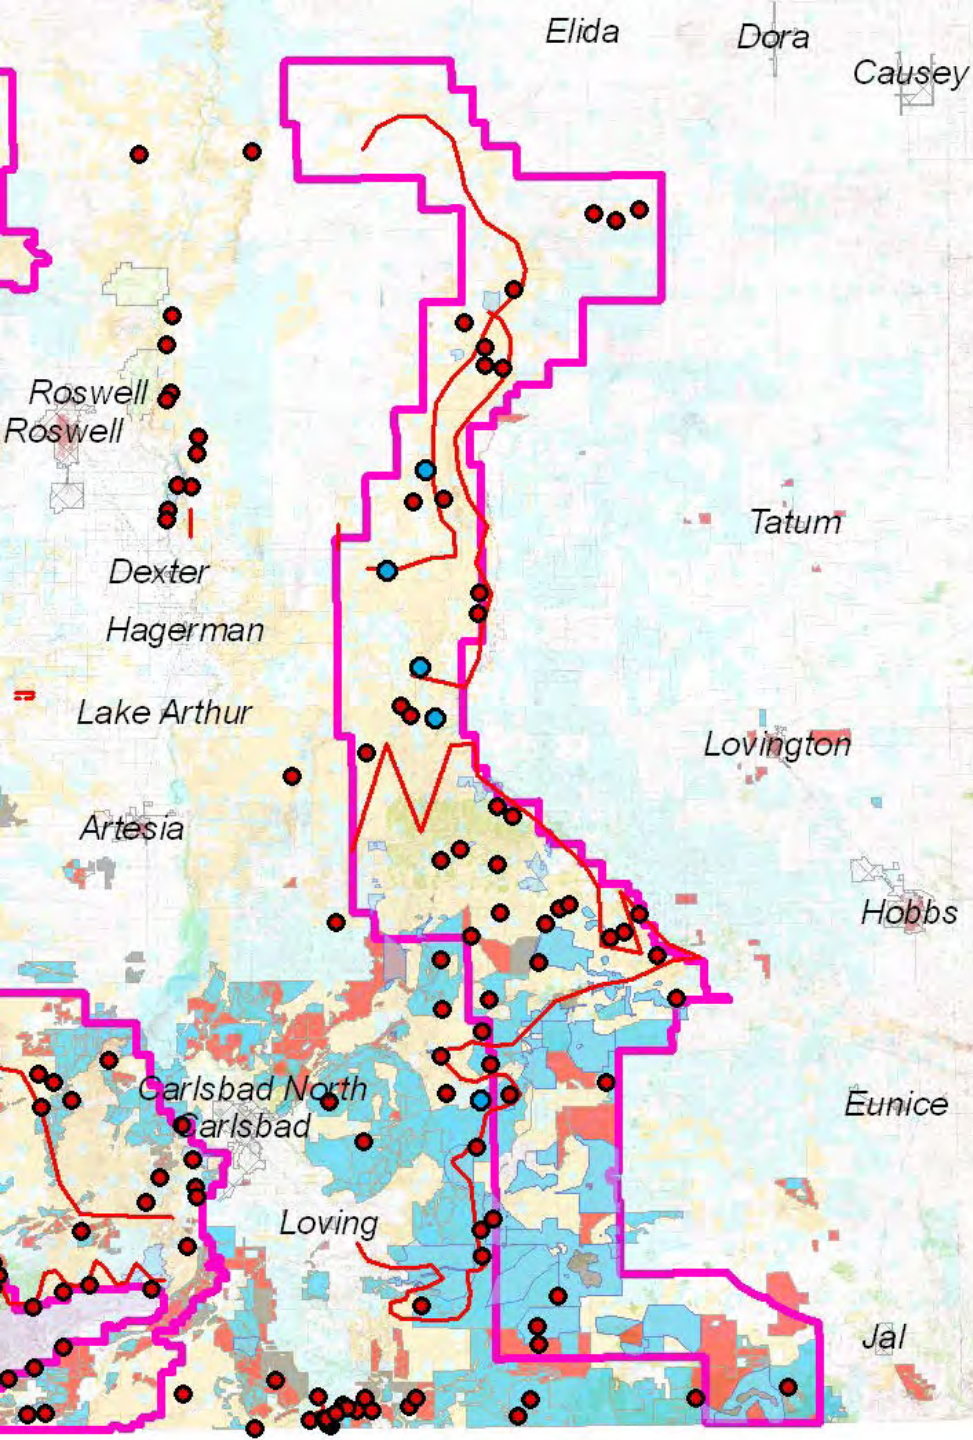 Elida
Dora
Causey
Roswell
Roswell
Tatum
Dexter
Hagerman
Lake Arthur
Lovington
Artesia
Hobbs
Carlsbad North
Carlsbad
Eunice
Loving
Jal